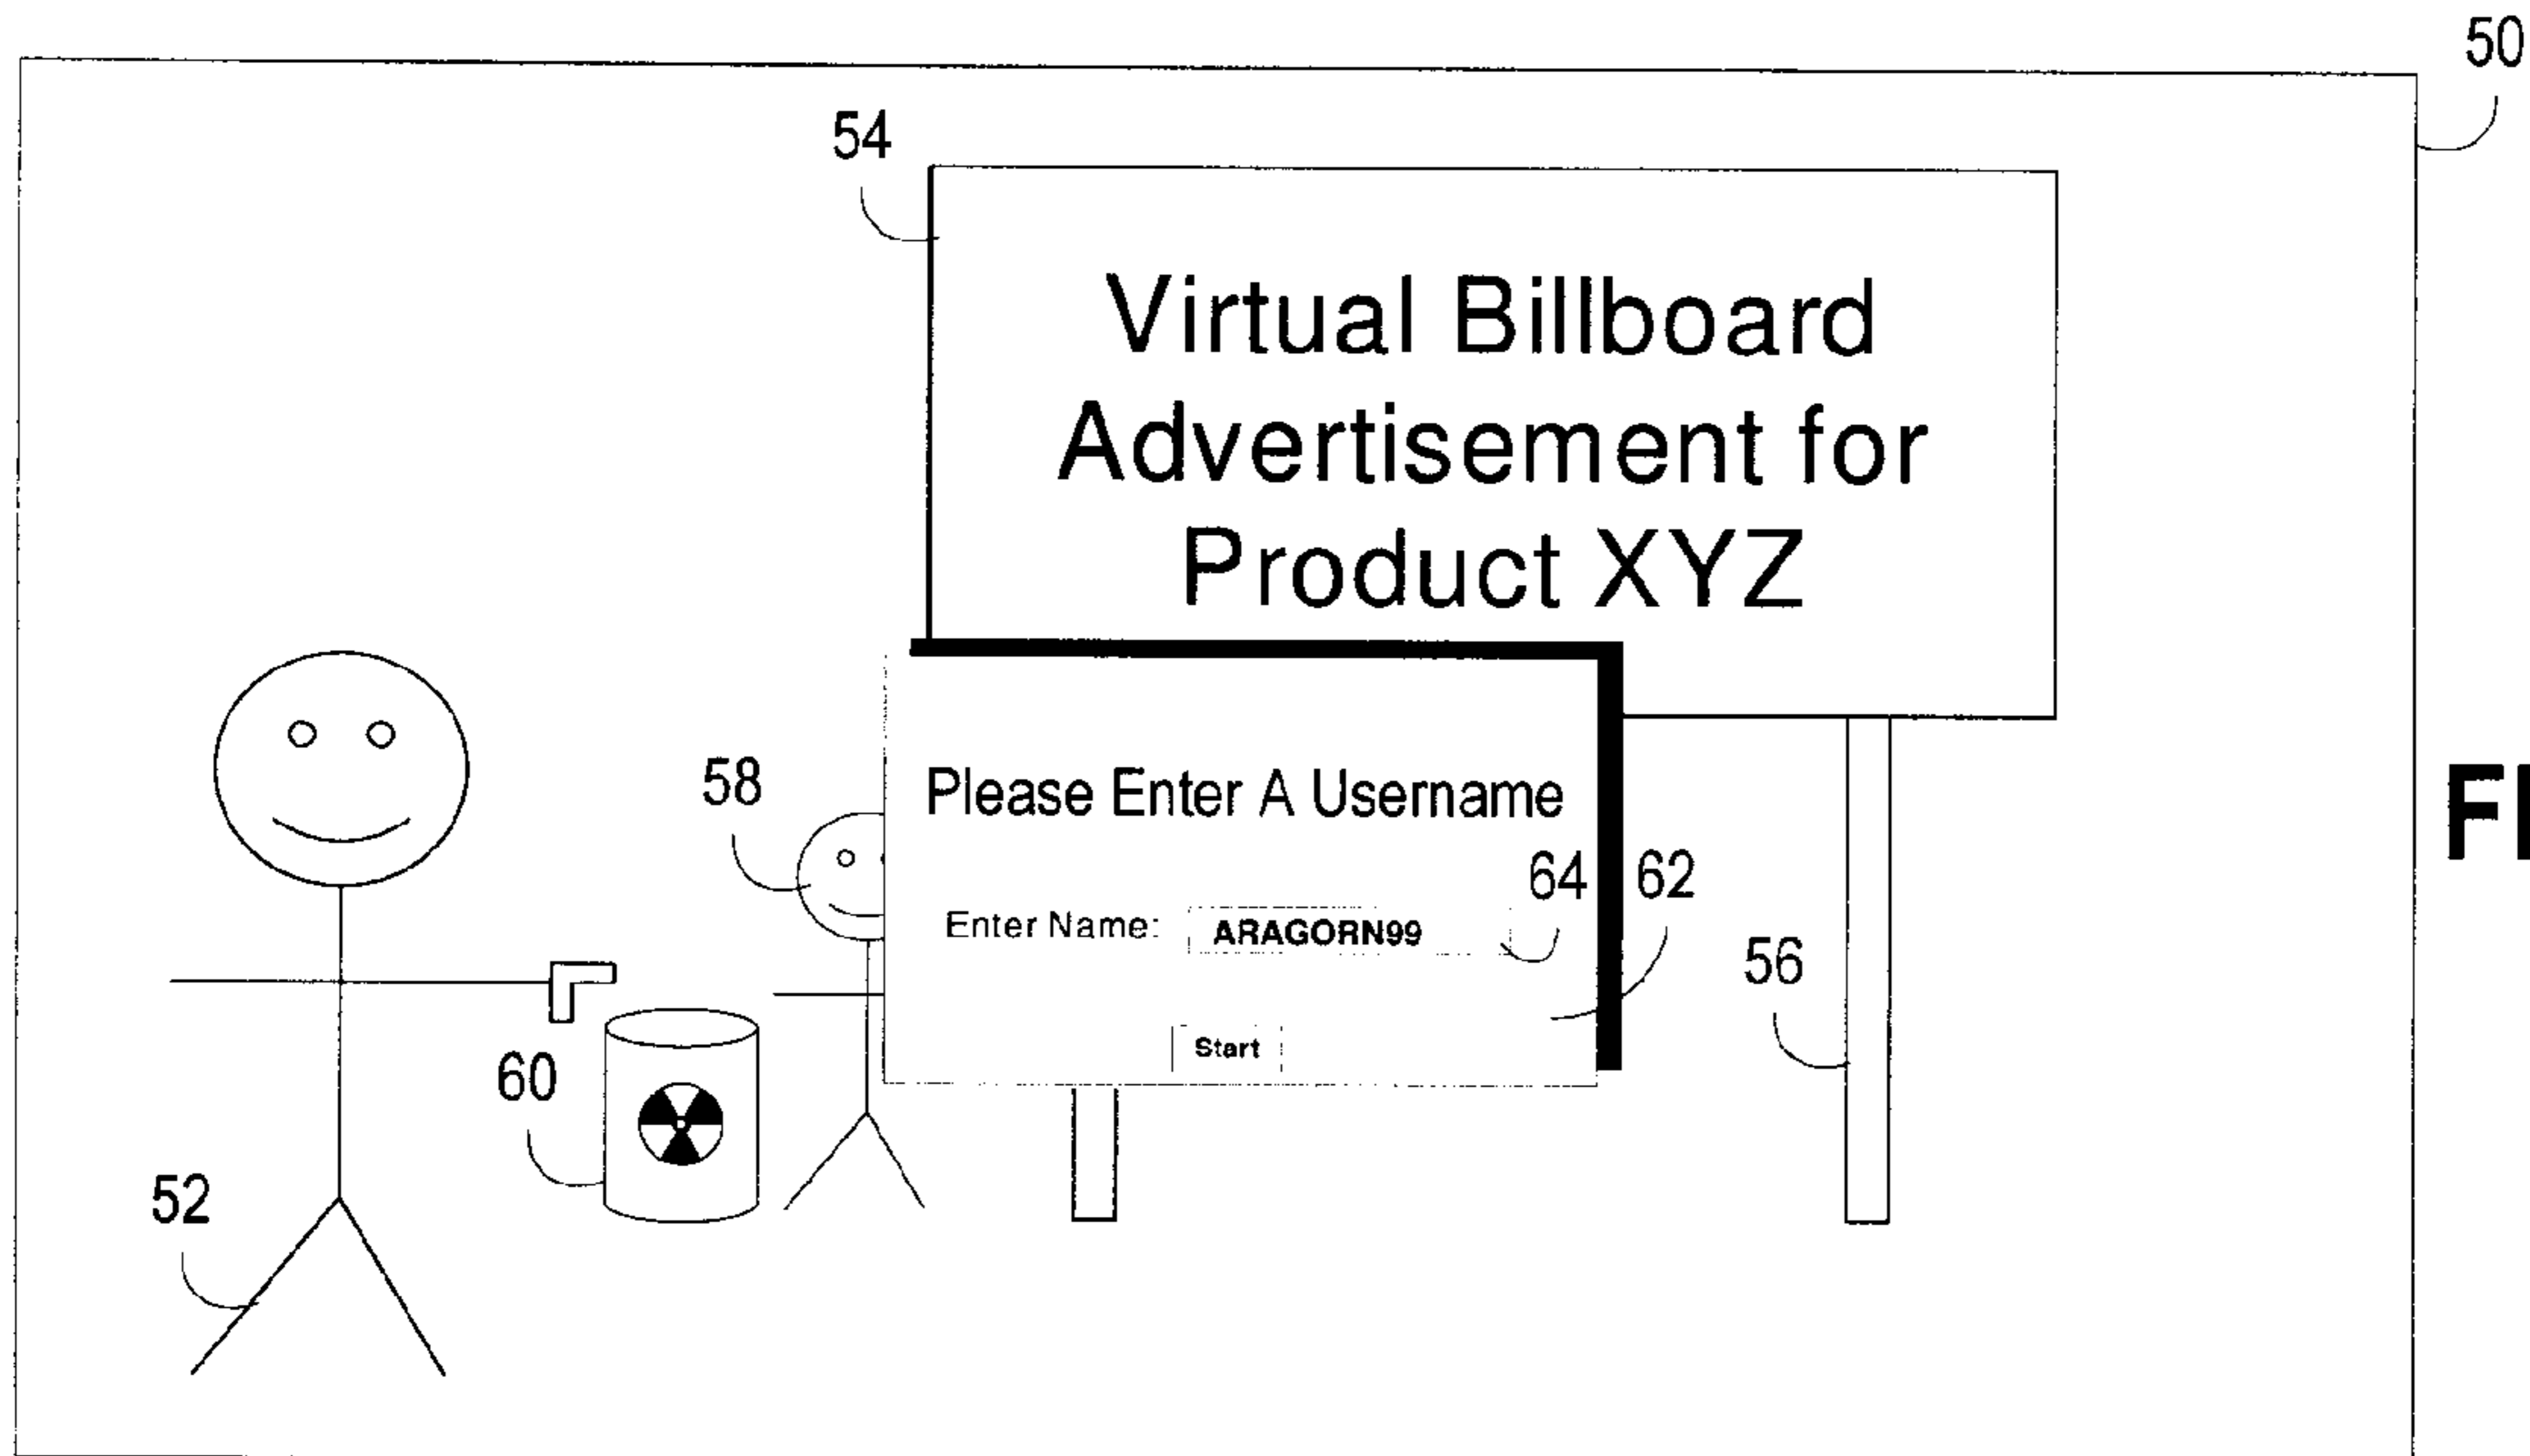 50
54
Virtual Billboard
Advertisement for
Product XYZ
58
Please Enter A Username
64
62
Enter Name: ARAGORN99
56
Start
60
52